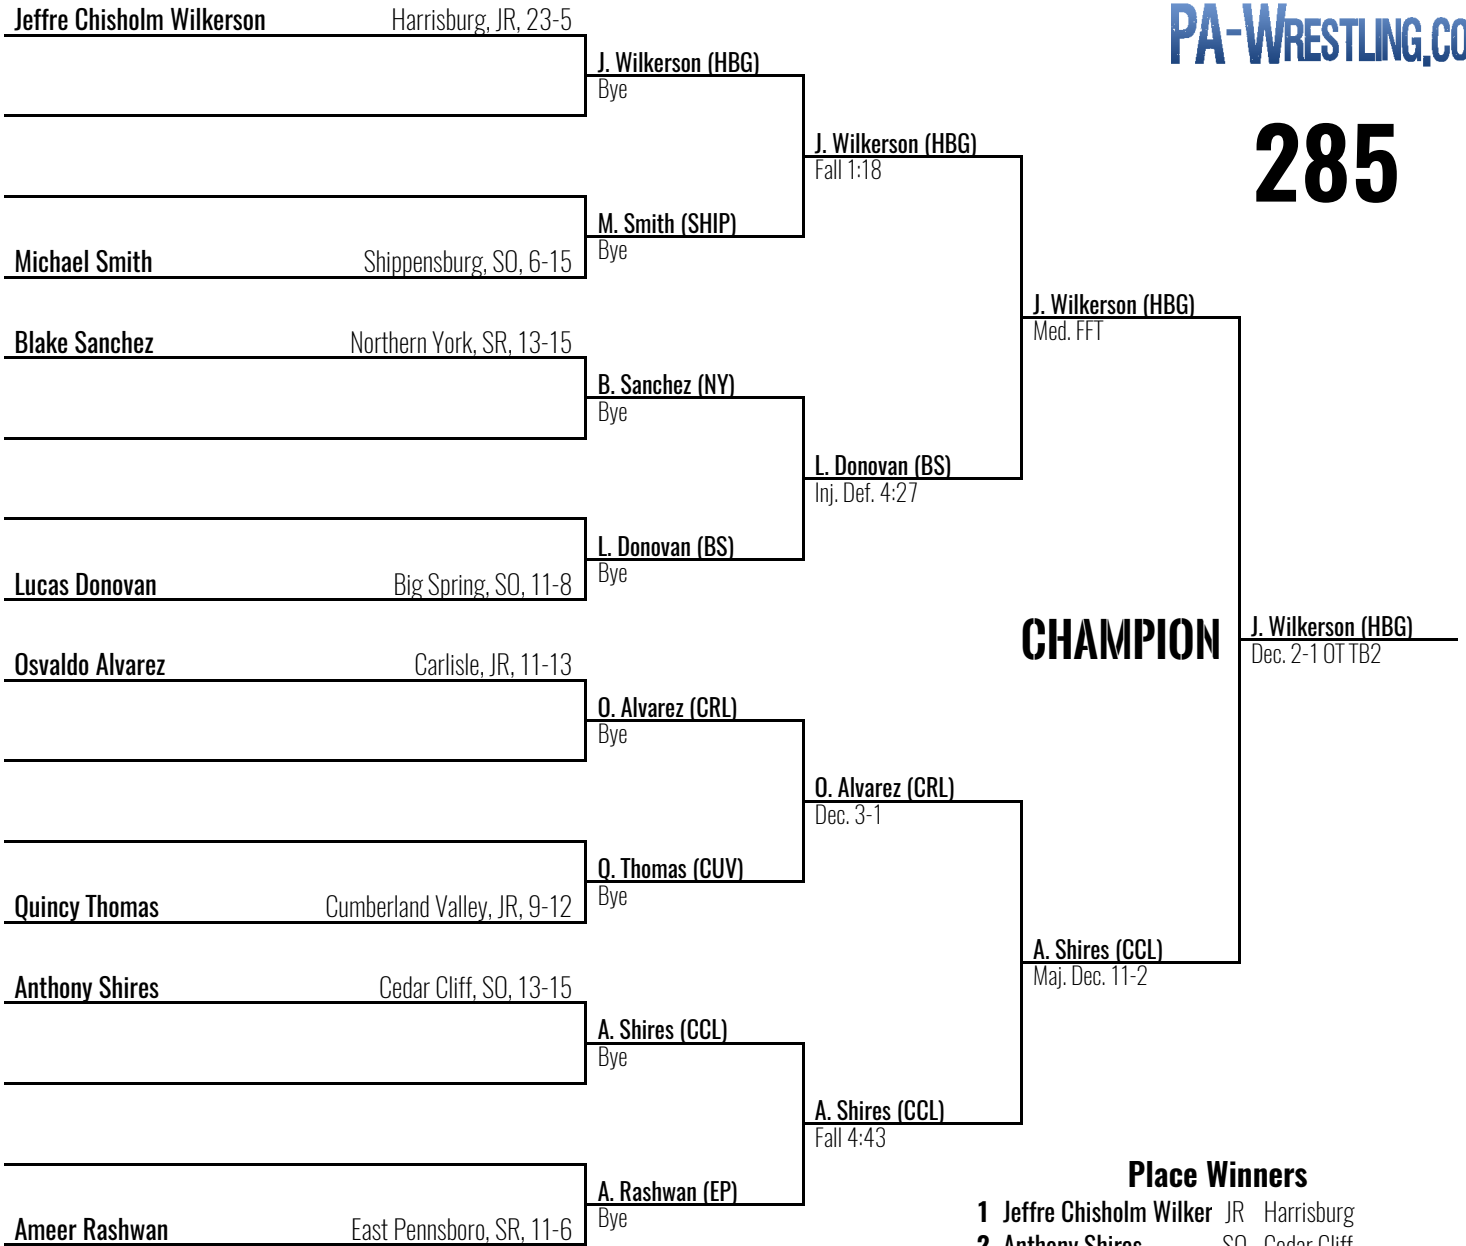 Jeffre Chisholm Wilkerson Harrisburg, JR, 23-5
PA-WRESTLING.CO
J. Wilkerson (HBG)
Bye
J. Wilkerson (HBG)
Fall 1:18
285
M. Smith (SHIP)
Bye
Michael Smith Shippensburg, SO, 6-15
J. Wilkerson (HBG)
Med. FFT
Blake Sanchez Northern York, SR, 13-15
B. Sanchez (NY)
Bye
L. Donovan (BS)
Inj. Def. 4:27
L. Donovan (BS)
Bye
Lucas Donovan Big Spring, SO, 11-8
CHAMPION
J. Wilkerson (HBG)
Dec. 2-1 OT TB2
Osvaldo Alvarez Carlisle, JR, 11-13
O. Alvarez (CRL)
Bye
O. Alvarez (CRL)
Dec. 3-1
Q. Thomas (CUV)
Bye
Quincy Thomas Cumberland Valley, JR, 9-12
A. Shires (CCL)
Maj. Dec. 11-2
Anthony Shires Cedar Cliff, SO, 13-15
A. Shires (CCL)
Bye
A. Shires (CCL)
Fall 4:43
A. Rashwan (EP)
Bye
Ameer Rashwan East Pennsboro, SR, 11-6
Place Winners
1 Jeffre Chisholm Wilker JR Harrisburg
2 Anthony Shires SO Cedar Cliff